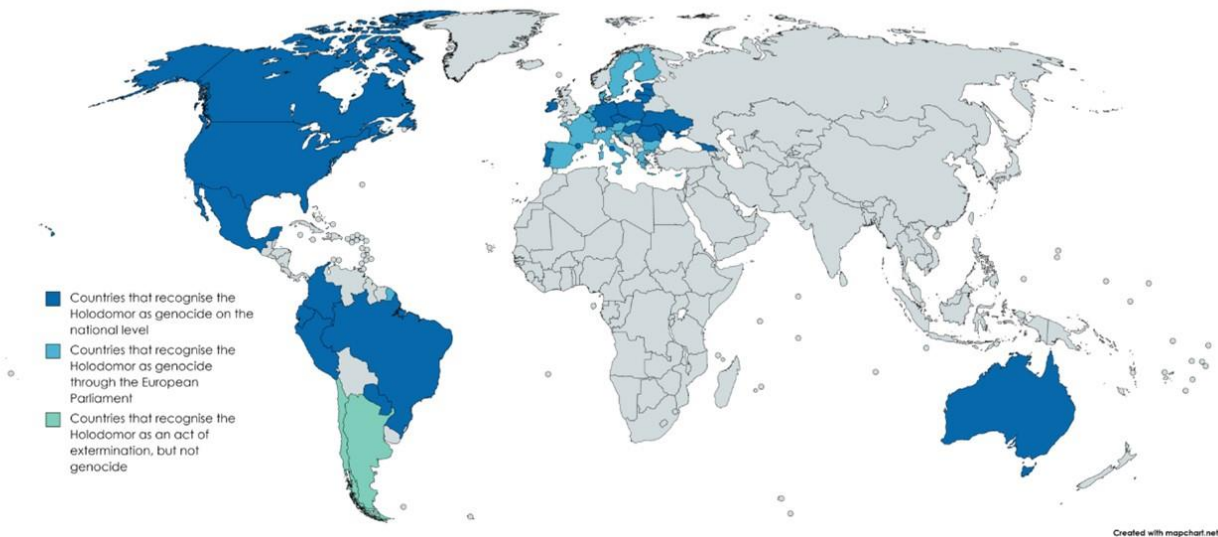 Countries that recognise the
Holodomor as genocide on the
national level
Countries that recognise the
Holodomor as genocide
through the European
Parliament
Countries that recognise the
Holodomor as an act of
extermination, but not
genocide
Created with mapchart.net